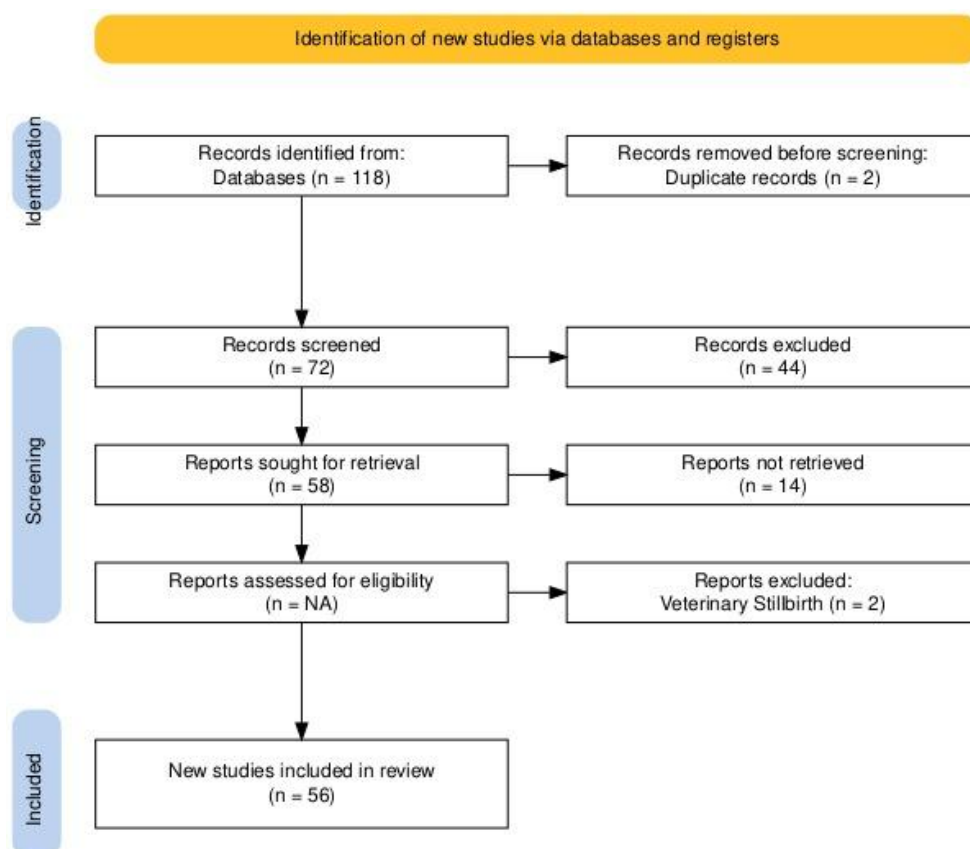 Identification of new studies via databases and registers
Identification
Records identified from:
Databases (n = 118)
Records removed before screening:
Duplicate records (n = 2)
Screening
Records screened
(n = 72)
Records excluded
(n = 44)
Reports sought for retrieval
(n = 58)
Reports not retrieved
(n = 14)
Reports assessed for eligibility
(n = NA)
Reports excluded:
Veterinary Stillbirth (n = 2)
Included
New studies included in review
(n = 56)